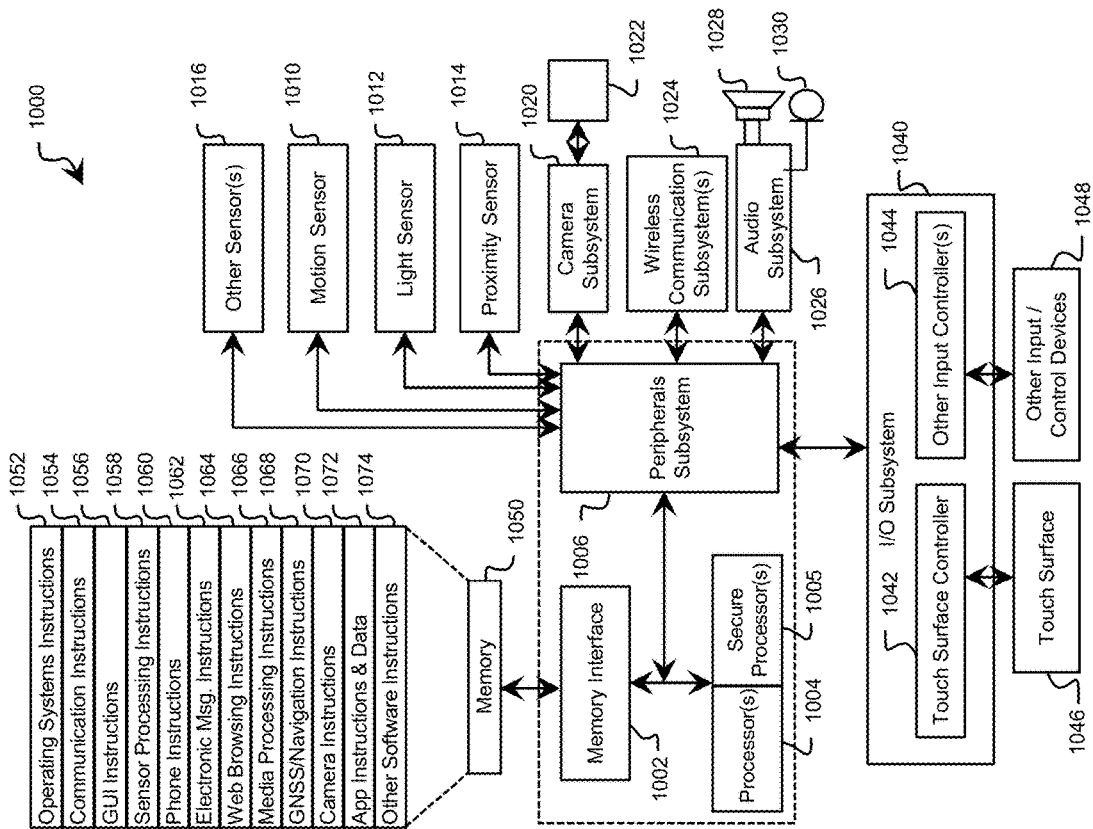 1000
Operating Systems Instructions
1052
Communication Instructions
1054
GUI Instructions
1056
Sensor Processing Instructions
1058
Phone Instructions
1060
Electronic Msg. Instructions
1062
Web Browsing Instructions
1064
Media Processing Instructions
1066
GNSS/Navigation Instructions
1068
Camera Instructions
1070
App Instructions & Data
1072
Other Software Instructions
1074
Memory
1050
Other Sensor(s)
1016
Motion Sensor
1010
Light Sensor
1012
Proximity Sensor
1014
Memory Interface
1002
1006
Peripherals
Subsystem
Camera
Subsystem
1020
1022
Wireless
Communication
Subsystem(s)
1024
Audio
Subsystem
1026
1028
1030
Processor(s)
1004
Secure
Processor(s)
1005
I/O Subsystem
1040
Touch Surface Controller
1042
Other Input Controller(s)
1044
Touch Surface
1046
Other Input /
Control Devices
1048